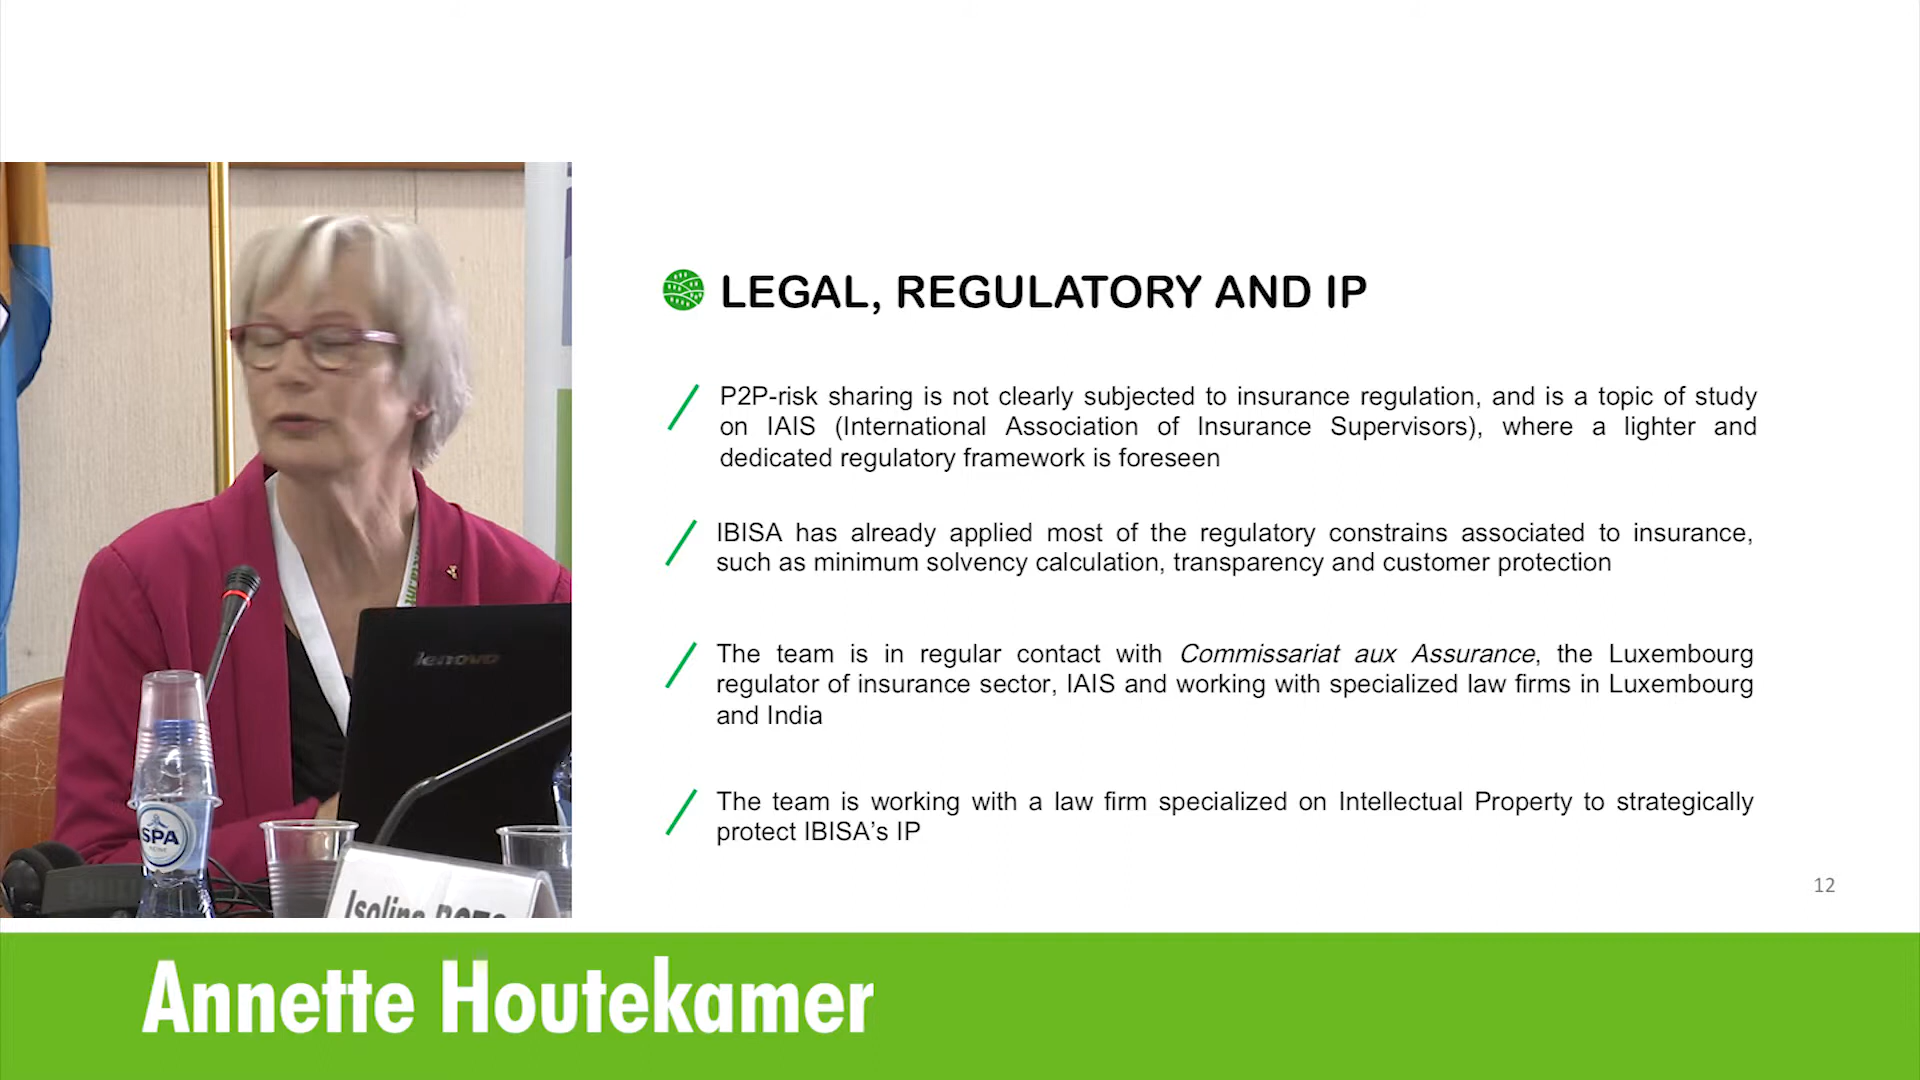 LEGAL, REGULATORY AND IP
P2P-risk sharing is not clearly subjected to insurance regulation, and is a topic of study
on IAIS (International Association of Insurance Supervisors), where a lighter and
dedicated regulatory framework is foreseen
IBISA has already applied most of the regulatory constrains associated to insurance,
such as minimum solvency calculation, transparency and customer protection
The team is in regular contact with Commissariat aux Assurance, the Luxembourg
regulator of insurance sector, IAIS and working with specialized law firms in Luxembourg
and India
The team is working with a law firm specialized on Intellectual Property to strategically
protect IBISA’s IP
12
lenovo
SPA
Annette Houtekamer